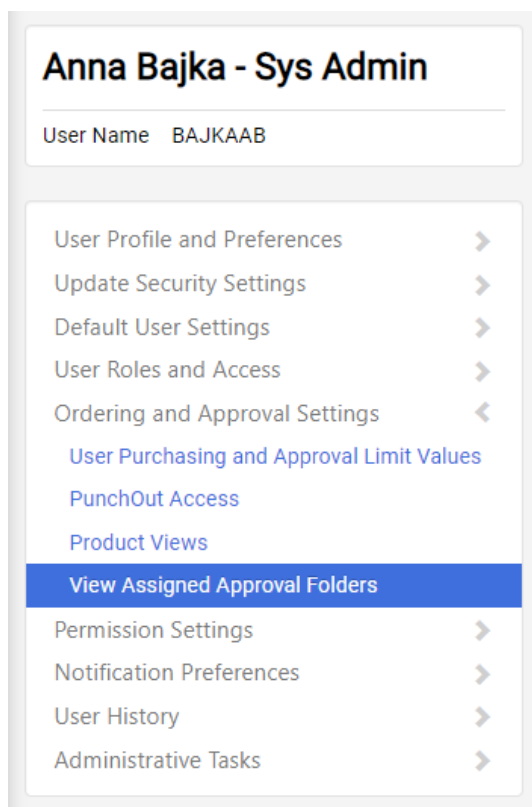 Anna Bajka - Sys Admin
User Name BAJKAAB
User Profile and Preferences
Update Security Settings
Default User Settings
User Roles and Access
Ordering and Approval Settings
User Purchasing and Approval Limit Values
PunchOut Access
Product Views
View Assigned Approval Folders
Permission Settings
Notification Preferences
User History
Administrative Tasks